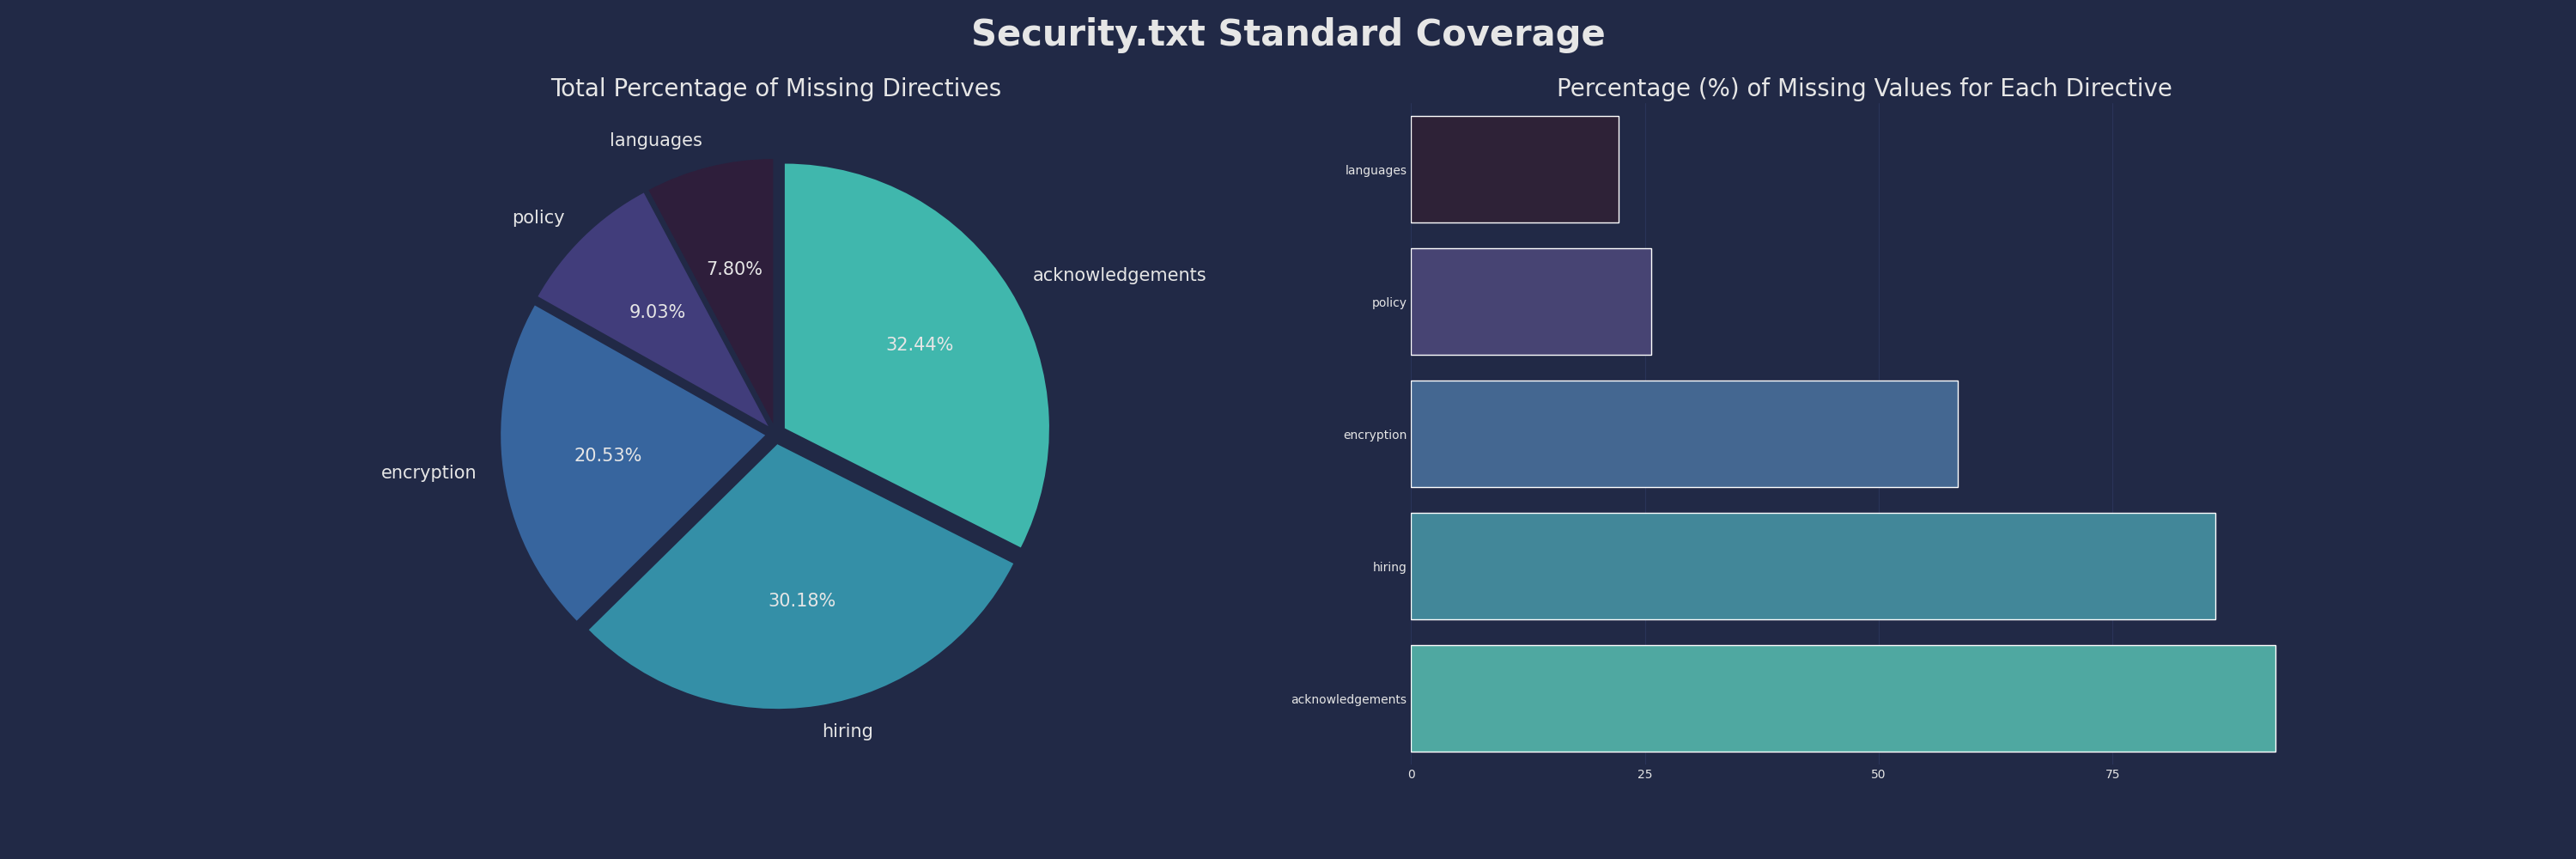 Security.txt Standard Coverage
Total Percentage of Missing Directives
languages
policy
acknowledgements
7.80%
9.03%
32.44%
20.53%
encryption
30.18%
hiring
Percentage (%) of Missing Values for Each Directive
languages
policy
encryption
hiring
acknowledgements
0 25 50 75